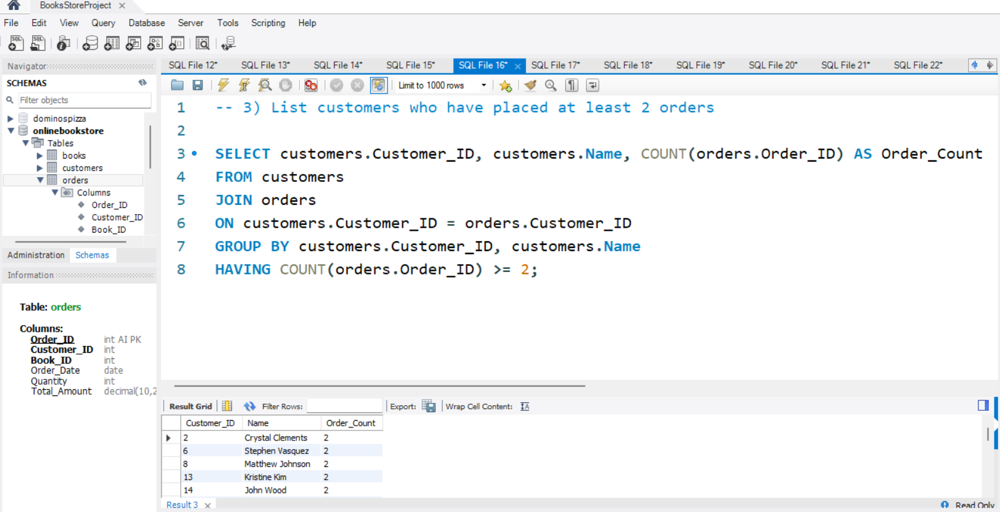 BooksStoreProject
File Edit View Query Database Server Tools Scripting Help
Navigator
SCHEMAS
Filter objects
dominospizza
onlinebookstore
Tables
books
customers
orders
Columns
Order_ID
Customer_ID
Book_ID
Administration Schemas
Information
Table: orders
Columns:
Order_ID int AI PK
Customer_ID int
Book_ID int
Order_Date date
Quantity int
Total_Amount decimal(10,2
SQL File 12* SQL File 13* SQL File 14* SQL File 15* SQL File 16* SQL File 17* SQL File 18* SQL File 19* SQL File 20* SQL File 21* SQL File 22*
Limit to 1000 rows
1 -- 3) List customers who have placed at least 2 orders
2
3 SELECT customers.Customer_ID, customers.Name, COUNT(orders.Order_ID) AS Order_Count
4 FROM customers
5 JOIN orders
6 ON customers.Customer_ID = orders.Customer_ID
7 GROUP BY customers.Customer_ID, customers.Name
8 HAVING COUNT(orders.Order_ID) >= 2;
Result Grid Filter Rows: Export: Wrap Cell Content:
Customer_ID Name Order_Count
2 Crystal Clements 2
6 Stephen Vasquez 2
8 Matthew Johnson 2
13 Kristine Kim 2
14 John Wood 2
Result 3 Read Only